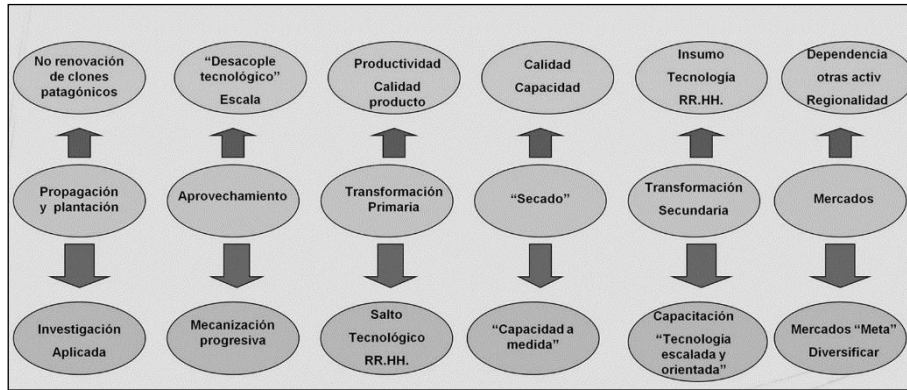 No renovación
de clones
patagónicos
"Desacople
tecnológico"
Escala
Productividad
Calidad
producto
Calidad
Capacidad
Insumo
Tecnología
RR.HH.
Dependencia
otras activ
Regionalidad
Propagación
y plantación
Aprovechamiento
Transformación
Primaria
"Secado"
Transformación
Secundaria
Mercados
Investigación
Aplicada
Mecanización
progresiva
Salto
Tecnológico
RR.HH.
"Capacidad a
medida"
Capacitación
"Tecnología
escalada y
orientada"
Mercados "Meta"
Diversificar